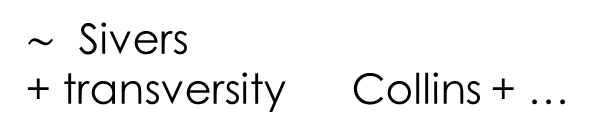 ~ Sivers
+ transversity Collins + …